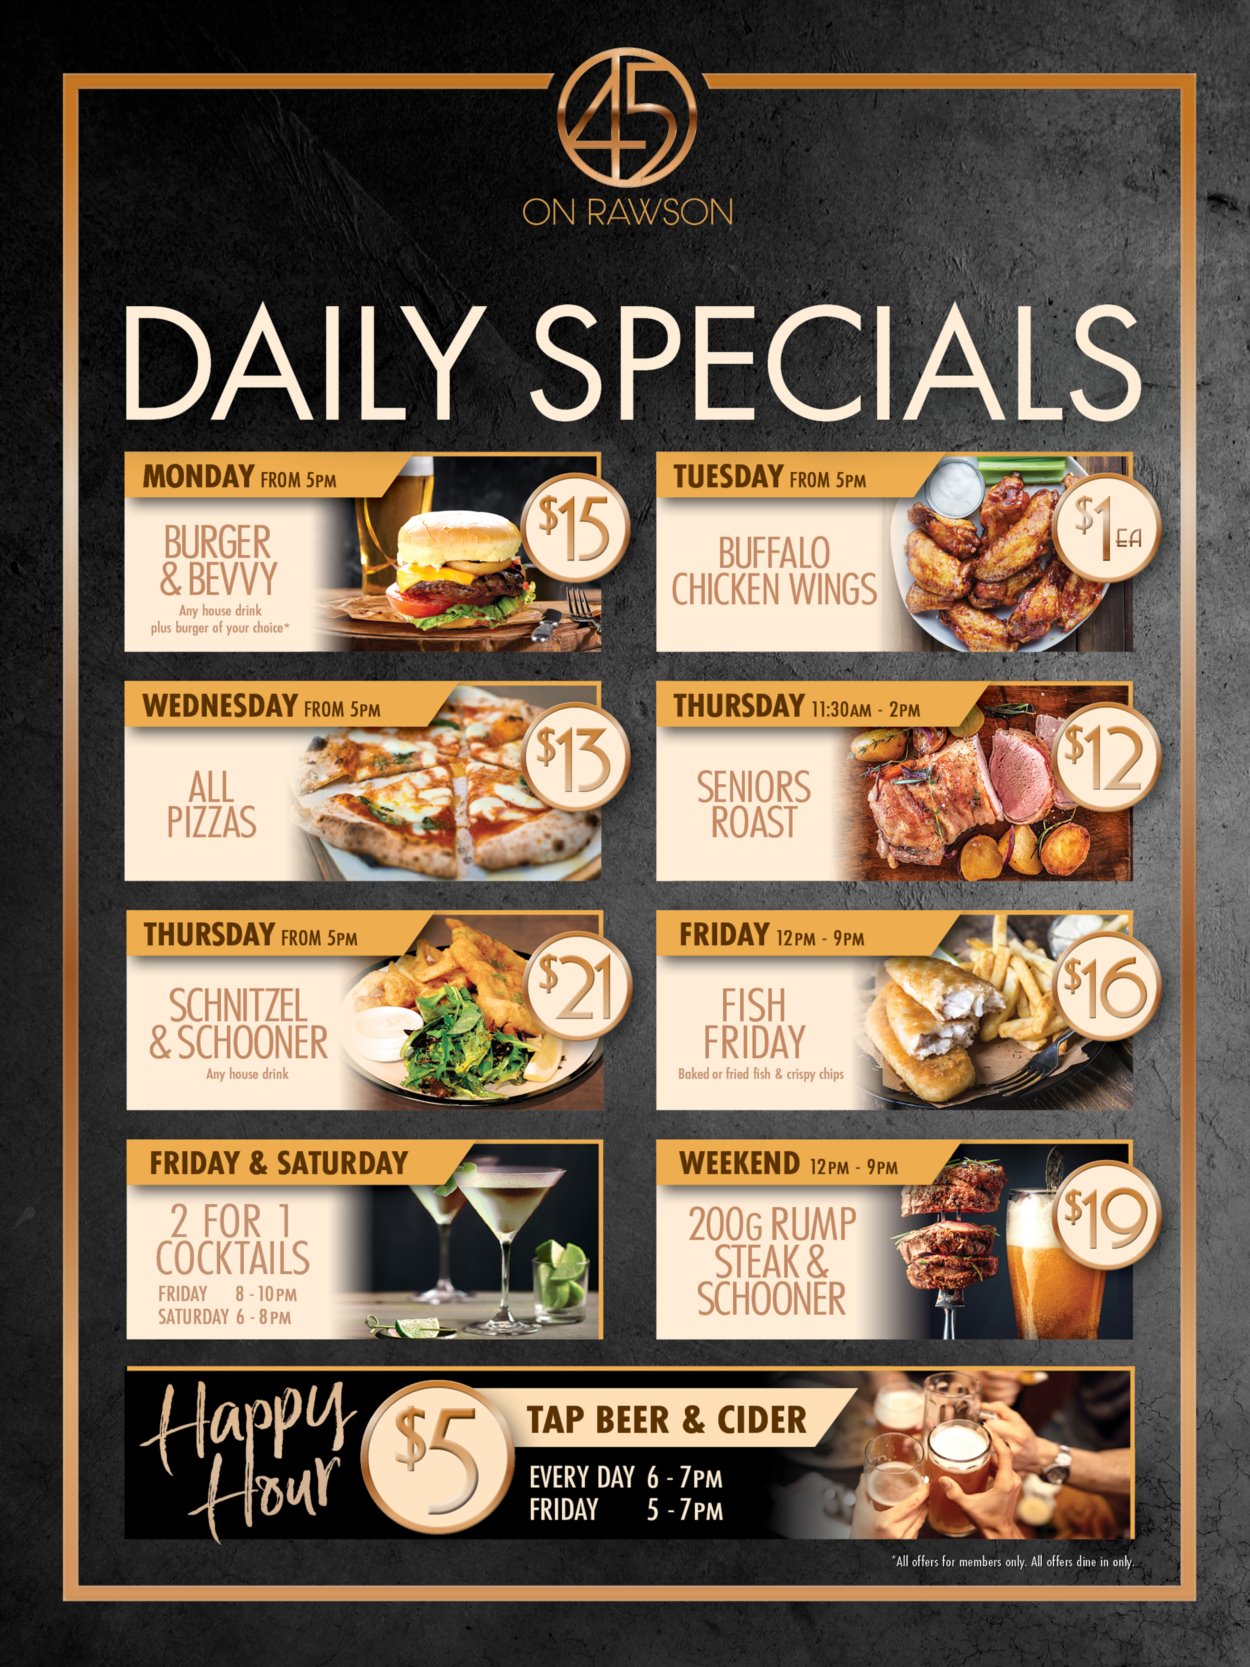 45
ON RAWSON
DAILY SPECIALS
MONDAY FROM 5PM
$15
BURGER
& BEVVY
Any house drink
plus burger of your choice*
TUESDAY FROM 5PM
$1EA
BUFFALO
CHICKEN WINGS
WEDNESDAY FROM 5PM
$13
ALL
PIZZAS
THURSDAY 11:30AM - 2PM
$12
SENIORS
ROAST
THURSDAY FROM 5PM
$21
SCHNITZEL
& SCHOONER
Any house drink
FRIDAY 12PM - 9PM
$16
FISH
FRIDAY
Baked or fried fish & crispy chips
FRIDAY & SATURDAY
2 FOR 1
COCKTAILS
FRIDAY 8 - 10PM
SATURDAY 6 - 8PM
WEEKEND 12PM - 9PM
$19
200G RUMP
STEAK &
SCHOONER
Happy
Hour
$5
TAP BEER & CIDER
EVERY DAY 6 - 7PM
FRIDAY 5 - 7PM
*All offers for members only. All offers dine in only.